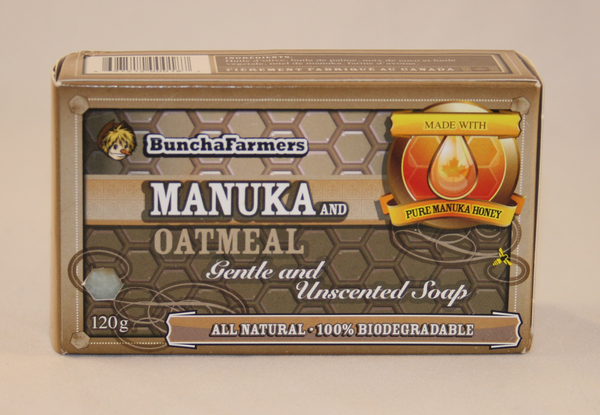 INGRÉDIENTS:
FIÈREMENT FABRIQUÉ AU CANADA
BunchaFarmers
MADE WITH
PURE MANUKA HONEY
MANUKA AND
OATMEAL
Gentle and
Unscented Soap
120g
ALL NATURAL • 100% BIODEGRADABLE